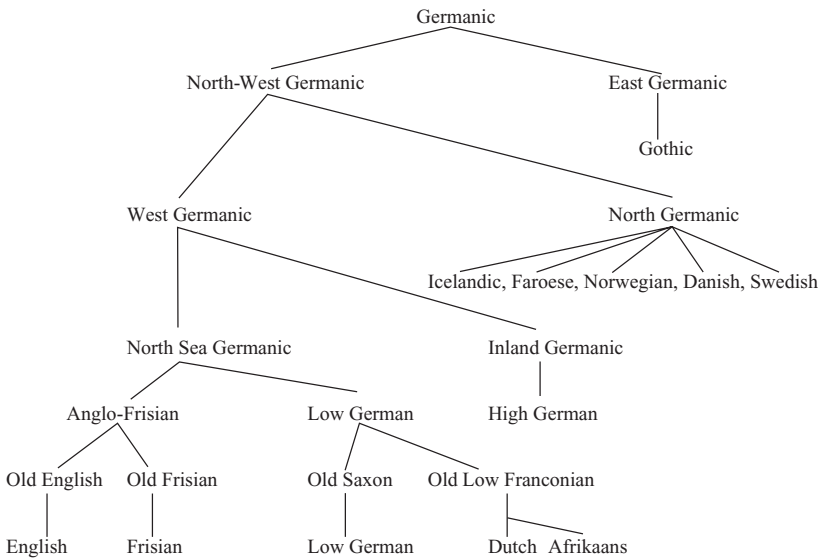 Germanic
North-West Germanic East Germanic
Gothic
West Germanic North Germanic
Icelandic, Faroese, Norwegian, Danish, Swedish
North Sea Germanic Inland Germanic
Anglo-Frisian Low German High German
Old English Old Frisian Old Saxon Old Low Franconian
English Frisian Low German Dutch Afrikaans